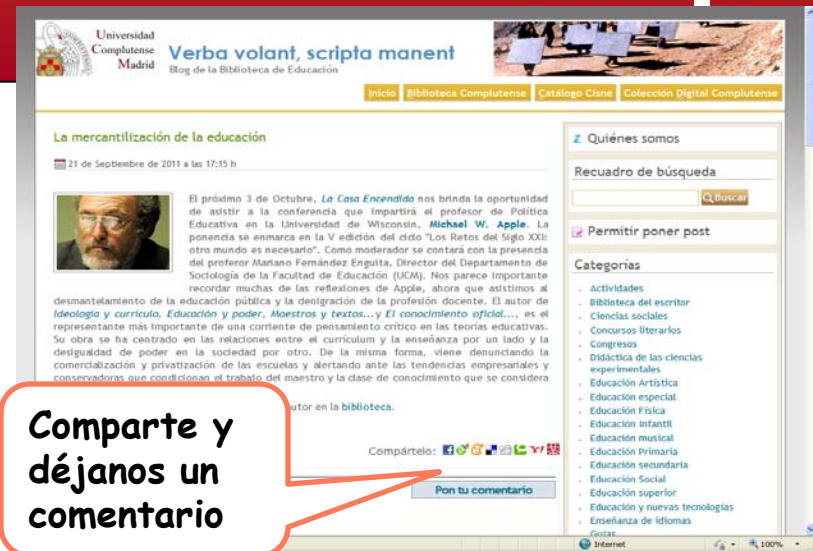 Universidad
Complutense
Madrid
Verba volant, scripta manent
Blog de la Biblioteca de Educación
Inicio Biblioteca Complutense Catálogo Cisne Colección Digital Complutense
La mercantilización de la educación
21 de Septiembre de 2011 a las 17:15 h
El próximo 3 de Octubre, La Casa Encendida nos brinda la oportunidad
de asistir a la conferencia que impartirá el profesor de Política
Educativa en la Universidad de Wisconsin, Michael W. Apple. La
ponencia se enmarca en la V edición del ciclo "Los Retos del Siglo XXI:
otro mundo es necesario". Como moderador se contará con la presencia
del proferor Mariano Fernández Enguita, Director del Departamento de
Sociología de la Facultad de Educación (UCM). Nos parece importante
recordar muchas de las reflexiones de Apple, ahora que asistimos al
desmantelamiento de la educación pública y la denigración de la profesión docente. El autor de
Ideología y currículo, Educación y poder, Maestros y textos...y El conocimiento oficial..., es el
representante más importante de una corriente de pensamiento crítico en las teorías educativas.
Su obra se ha centrado en las relaciones entre el currículum y la enseñanza por un lado y la
desigualdad de poder en la sociedad por otro. De la misma forma, viene denunciando la
comercialización y privatización de las escuelas y alertando ante las tendencias empresariales y
conservadoras que condicionan el trabajo del maestro y la clase de conocimiento que se considera
utor en la biblioteca.
Compártelo:
Pon tu comentario
Comparte y
déjanos un
comentario
Quiénes somos
Recuadro de búsqueda
Buscar
Permitir poner post
Categorías
Actividades
Biblioteca del escritor
Ciencias sociales
Concursos literarios
Congresos
Didáctica de las ciencias
experimentales
Educación Artística
Educación especial
Educación Física
Educación Infantil
Educación musical
Educación Primaria
Educación secundaria
Educación Social
Educación superior
Educación y nuevas tecnologías
Enseñanza de idiomas
Guías
Internet 100%